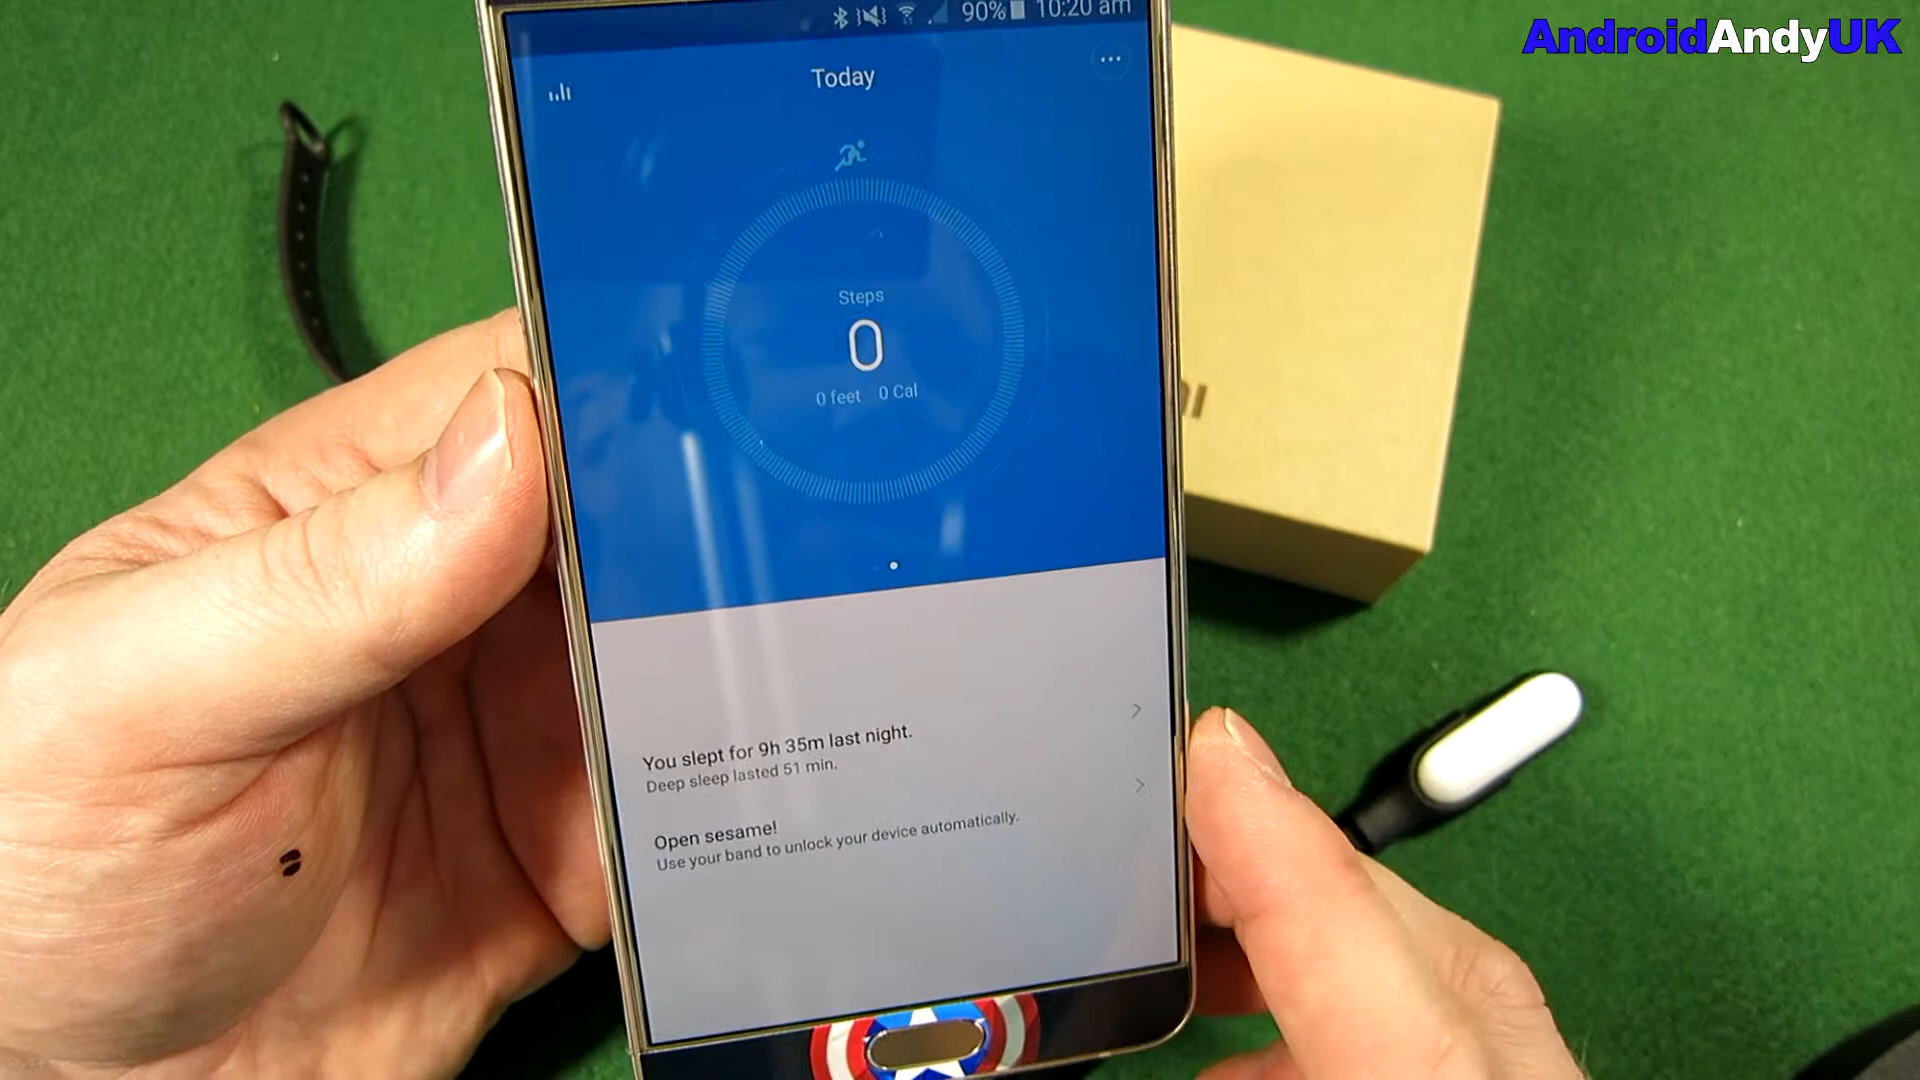 90% 10:20 am
AndroidAndyUK
Today
Steps
0
0 feet 0 Cal
You slept for 9h 35m last night.
Deep sleep lasted 51 min.
Open sesame!
Use your band to unlock your device automatically.